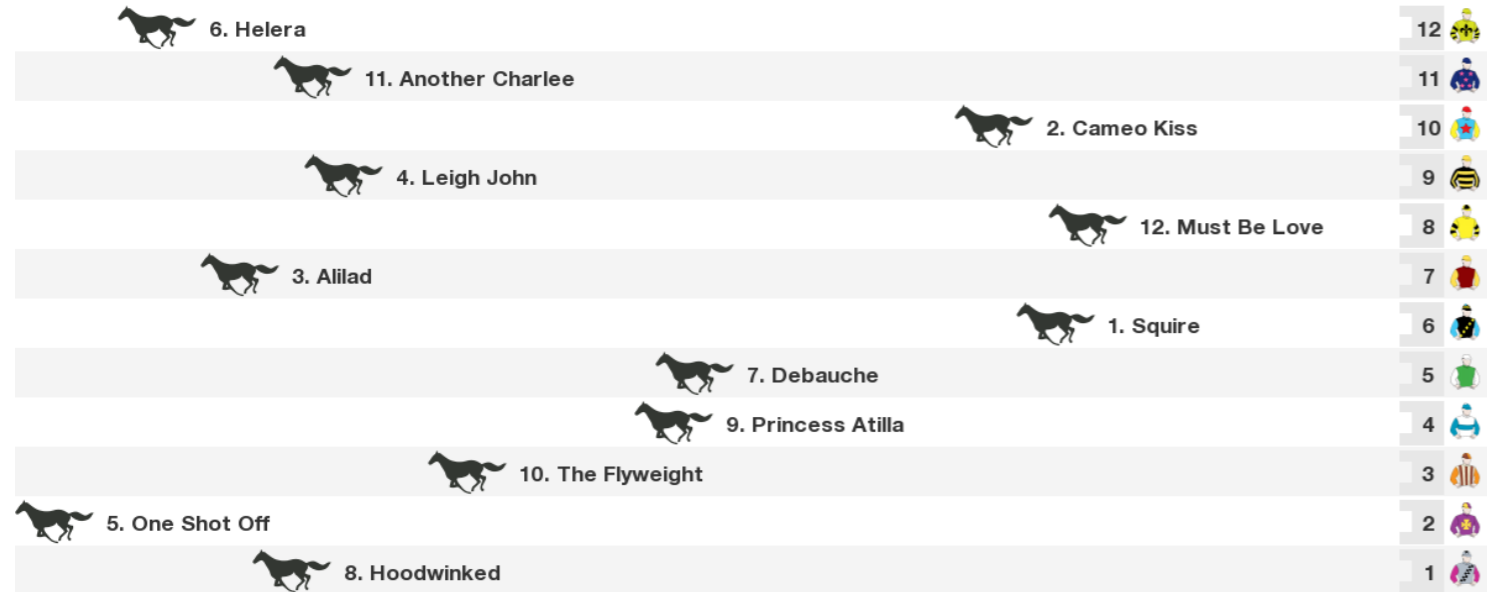 6. Helera 12
11. Another Charlee 11
2. Cameo Kiss 10
4. Leigh John 9
12. Must Be Love 8
3. Alilad 7
1. Squire 6
7. Debauche 5
9. Princess Atilla 4
10. The Flyweight 3
5. One Shot Off 2
8. Hoodwinked 1